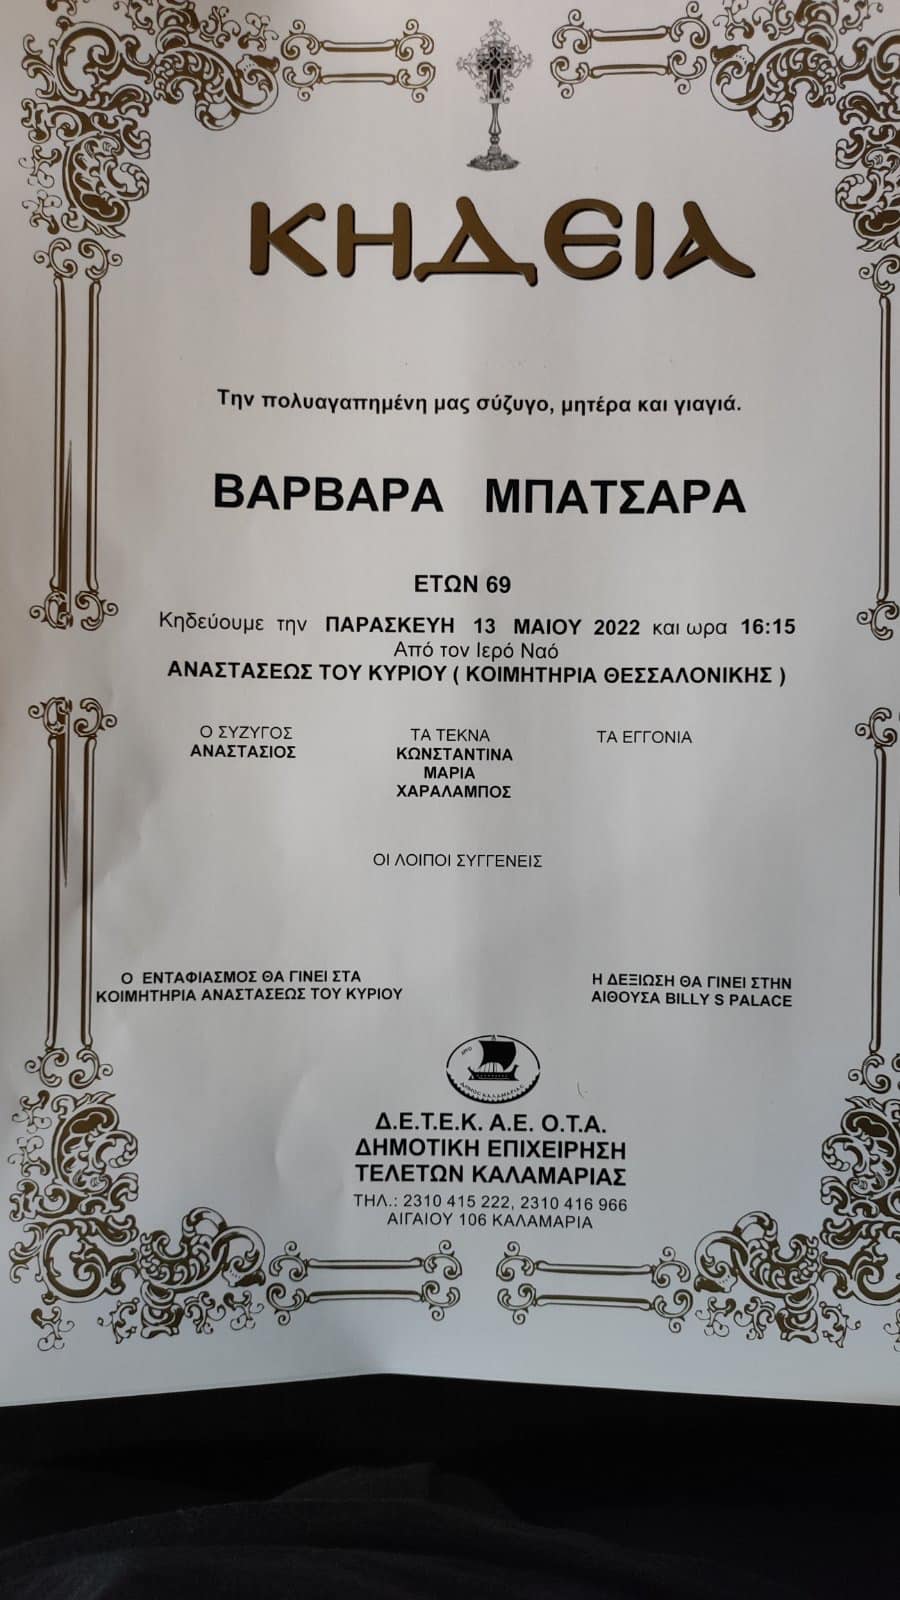 ΚΗΔΕΙΑ
Την πολυαγαπημένη μας σύζυγο, μητέρα και γιαγιά.
ΒΑΡΒΑΡΑ ΜΠΑΤΣΑΡΑ
ΕΤΩΝ 69
Κηδεύουμε την ΠΑΡΑΣΚΕΥΗ 13 ΜΑΙΟΥ 2022 και ωρα 16:15
Από τον Ιερό Ναό
ΑΝΑΣΤΑΣΕΩΣ ΤΟΥ ΚΥΡΙΟΥ ( ΚΟΙΜΗΤΗΡΙΑ ΘΕΣΣΑΛΟΝΙΚΗΣ )
Ο ΣΥΖΥΓΟΣ
ΑΝΑΣΤΑΣΙΟΣ
ΤΑ ΤΕΚΝΑ
ΚΩΝΣΤΑΝΤΙΝΑ
ΜΑΡΙΑ
ΧΑΡΑΛΑΜΠΟΣ
ΤΑ ΕΓΓΟΝΙΑ
ΟΙ ΛΟΙΠΟΙ ΣΥΓΓΕΝΕΙΣ
Ο ΕΝΤΑΦΙΑΣΜΟΣ ΘΑ ΓΙΝΕΙ ΣΤΑ
ΚΟΙΜΗΤΗΡΙΑ ΑΝΑΣΤΑΣΕΩΣ ΤΟΥ ΚΥΡΙΟΥ
Η ΔΕΞΙΩΣΗ ΘΑ ΓΙΝΕΙ ΣΤΗΝ
ΑΙΘΟΥΣΑ BILLY S PALACE
ΔΗΜΟΣ ΚΑΛΑΜΑΡΙΑΣ
Δ.Ε.Τ.Ε.Κ. Α.Ε. Ο.Τ.Α.
ΔΗΜΟΤΙΚΗ ΕΠΙΧΕΙΡΗΣΗ
ΤΕΛΕΤΩΝ ΚΑΛΑΜΑΡΙΑΣ
ΤΗΛ.: 2310 415 222, 2310 416 966
ΑΙΓΑΙΟΥ 106 ΚΑΛΑΜΑΡΙΑ